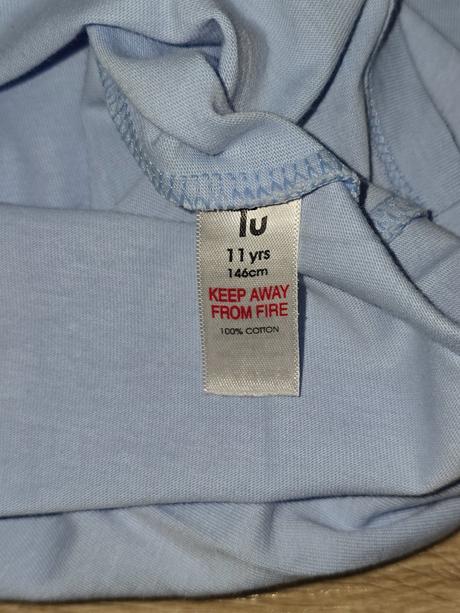 Tu
11 yrs
146cm
KEEP AWAY
FROM FIRE
100% COTTON